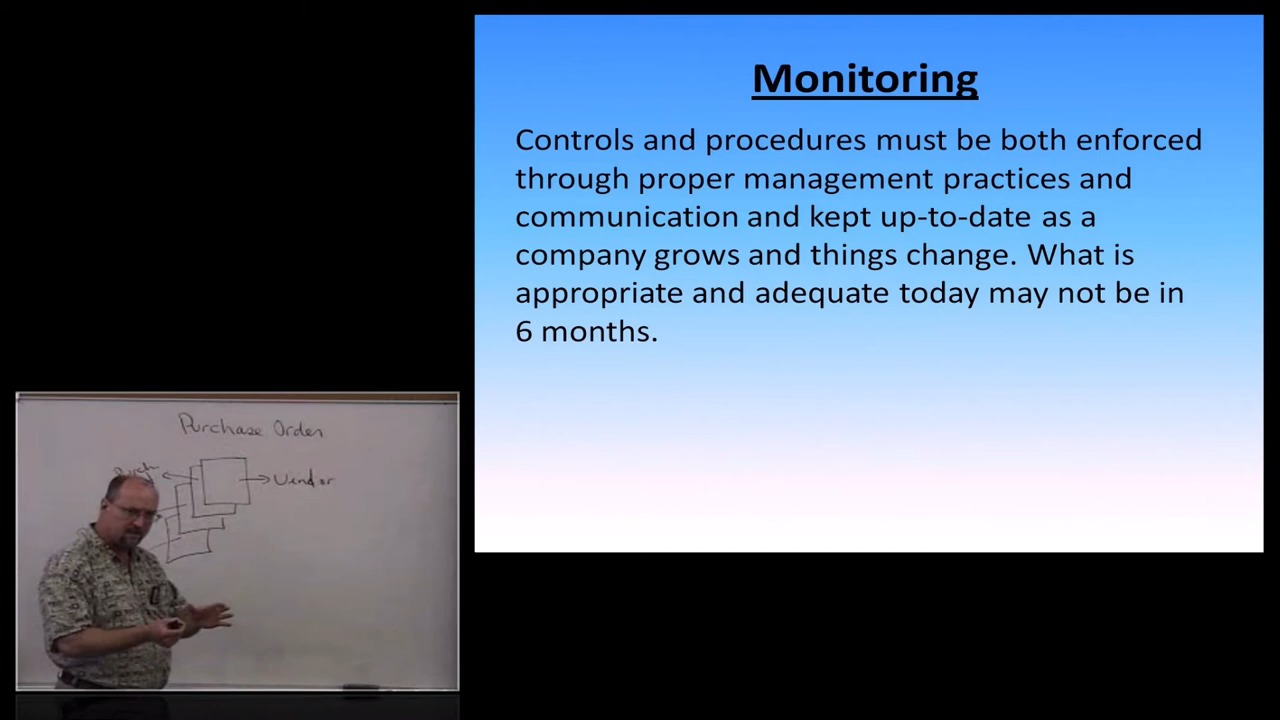 Monitoring
Controls and procedures must be both enforced
through proper management practices and
communication and kept up-to-date as a
company grows and things change. What is
appropriate and adequate today may not be in
6 months.
Purchase Order
Vendor